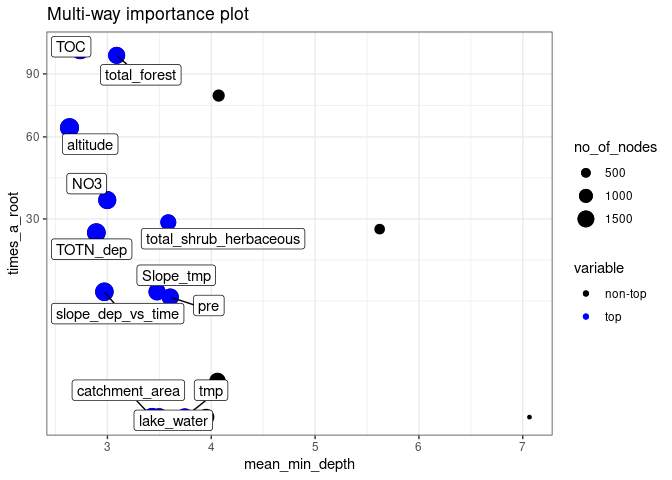 Multi-way importance plot
TOC
total_forest
90
60
altitude
NO3
30
total_shrub_herbaceous
TOTN_dep
Slope_tmp
pre
slope_dep_vs_time
catchment_area
tmp
lake_water
3
4
5
6
7
mean_min_depth
times_a_root
no_of_nodes
500
1000
1500
variable
non-top
top